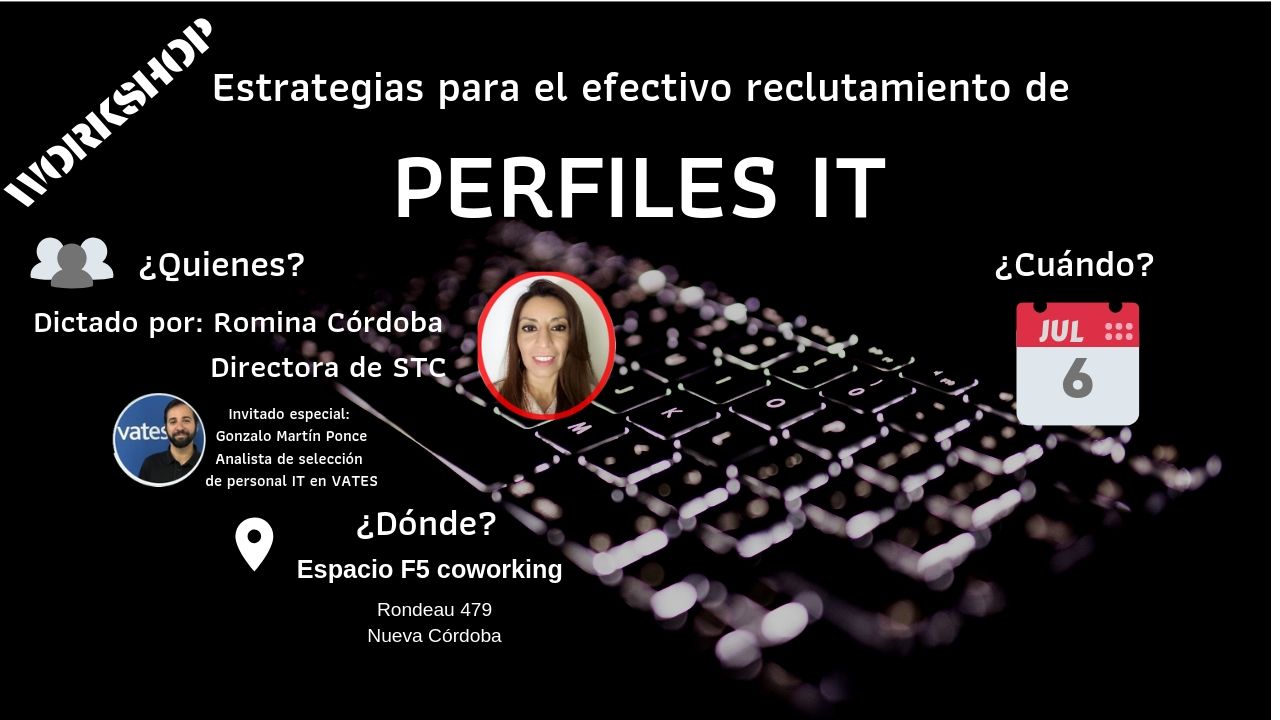 WORKSHOP
Estrategias para el efectivo reclutamiento de
PERFILES IT
¿Quienes?
Dictado por: Romina Córdoba
Directora de STC
vates
Invitado especial:
Gonzalo Martín Ponce
Analista de selección
de personal IT en VATES
¿Cuándo?
JUL
6
¿Dónde?
Espacio F5 coworking
Rondeau 479
Nueva Córdoba
K
O
M